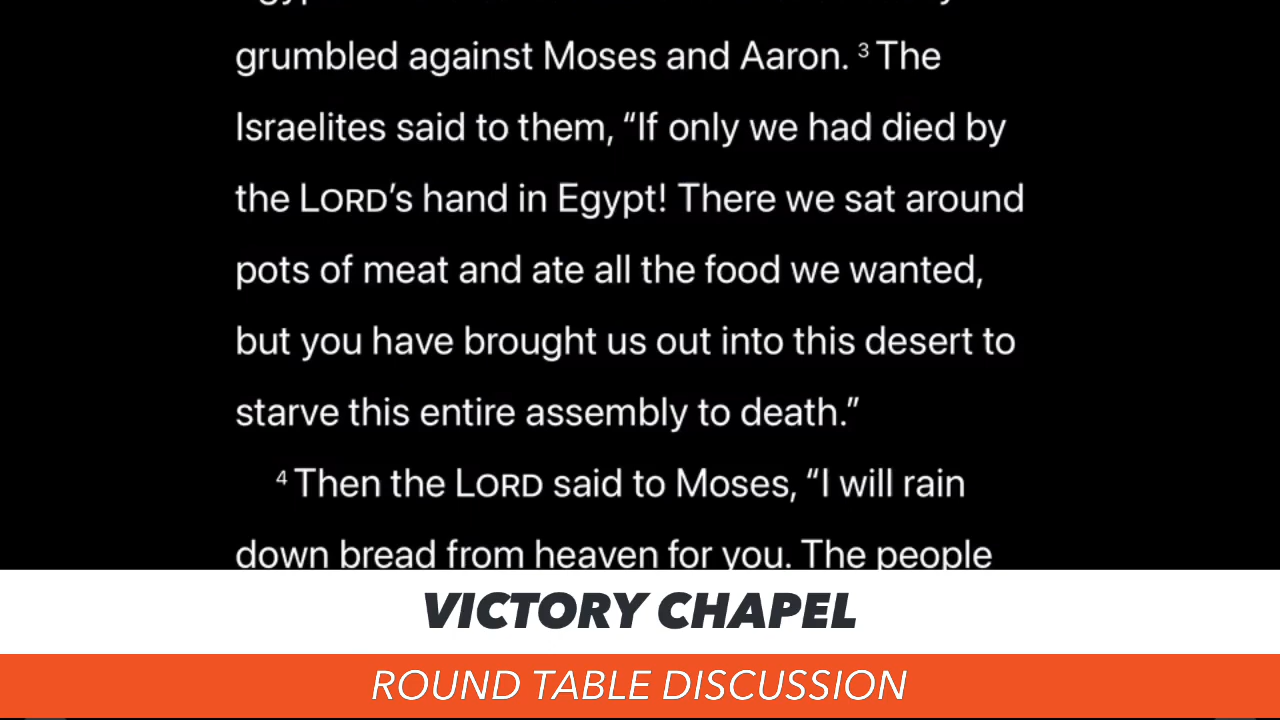 grumbled against Moses and Aaron. 3 The
Israelites said to them, “If only we had died by
the LORD’s hand in Egypt! There we sat around
pots of meat and ate all the food we wanted,
but you have brought us out into this desert to
starve this entire assembly to death.”
4 Then the LORD said to Moses, “I will rain
down bread from heaven for you. The people
VICTORY CHAPEL
ROUND TABLE DISCUSSION